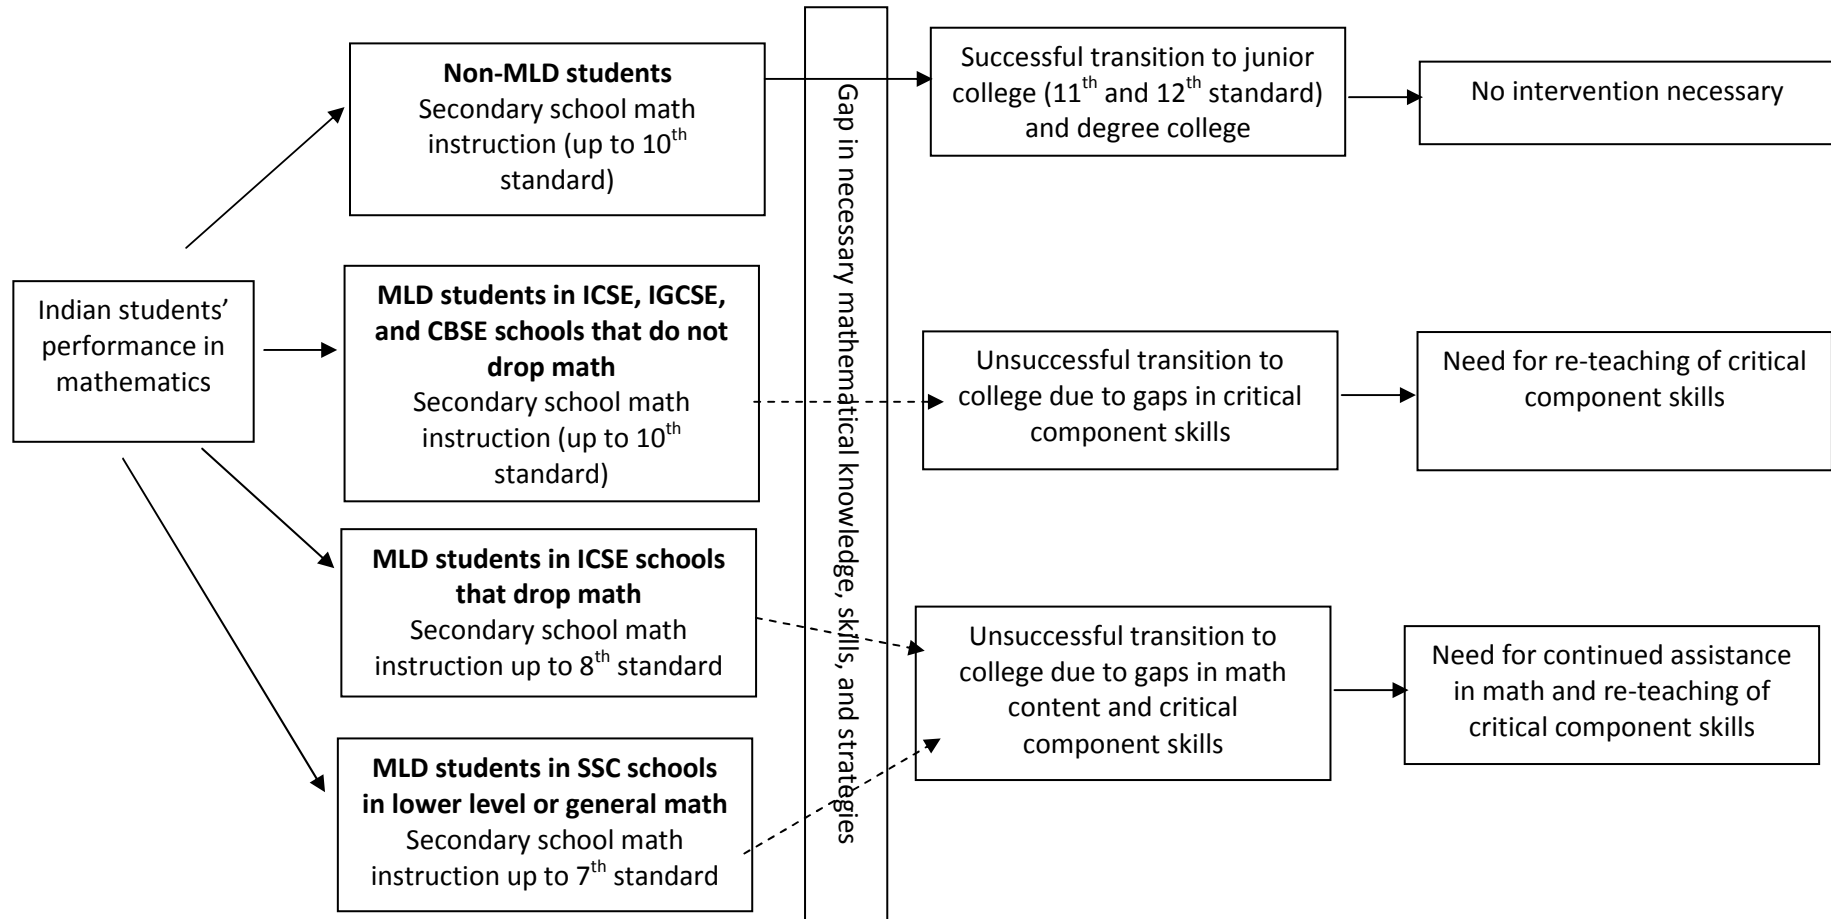 Indian students’
performance in
mathematics
Non-MLD students
Secondary school math
instruction (up to 10th
standard)
MLD students in ICSE, IGCSE,
and CBSE schools that do not
drop math
Secondary school math
instruction (up to 10th
standard)
MLD students in ICSE schools
that drop math
Secondary school math
instruction up to 8th standard
MLD students in SSC schools
in lower level or general math
Secondary school math
instruction up to 7th standard
Gap in necessary mathematical knowledge, skills, and strategies
Successful transition to junior
college (11th and 12th standard)
and degree college
No intervention necessary
Unsuccessful transition to
college due to gaps in critical
component skills
Need for re-teaching of critical
component skills
Unsuccessful transition to
college due to gaps in math
content and critical
component skills
Need for continued assistance
in math and re-teaching of
critical component skills